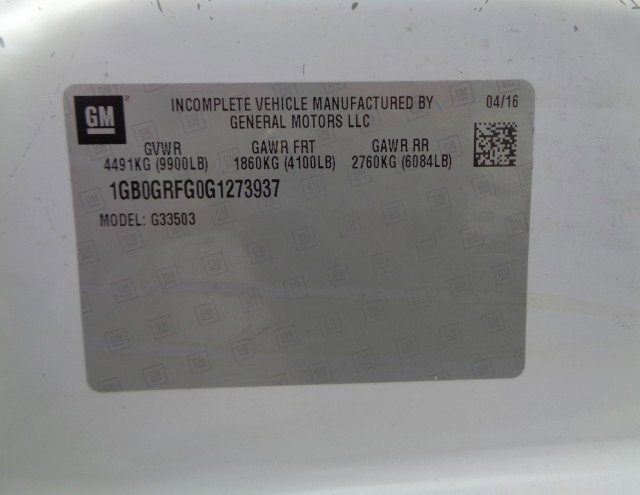 GM
INCOMPLETE VEHICLE MANUFACTURED BY 04/16
GENERAL MOTORS LLC
GVWR GAWR FRT GAWR RR
4491KG (9900LB) 1860KG (4100LB) 2760KG (6084LB)
1GB0GRFG0G1273937
MODEL: G33503